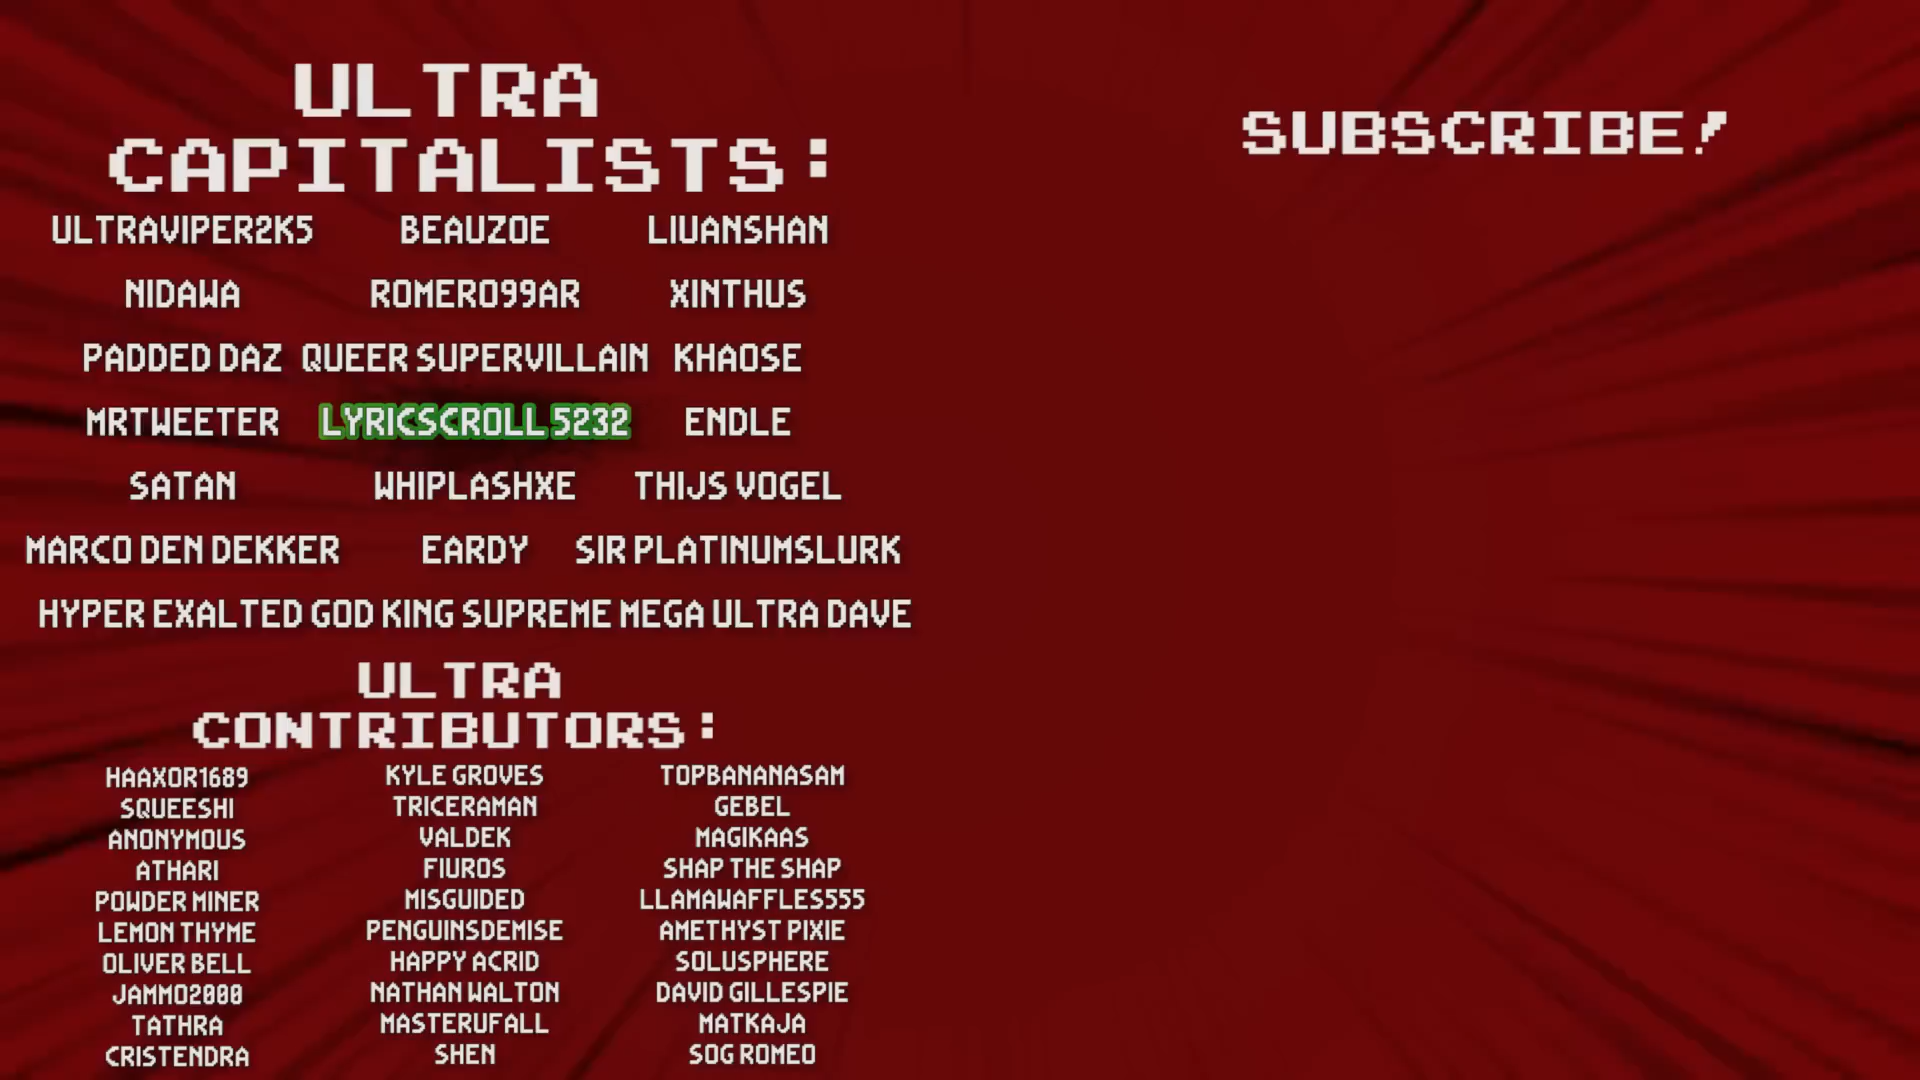 ULTRA
CAPITALISTS:
SUBSCRIBE!
ULTRAVIPER2K5 BEAUZOE LIUANSHAN
NIDAWA ROMERO99AR XINTHUS
PADDED DAZ QUEER SUPERVILLAIN KHAOSE
MRTWEETER LYRICSCROLL5232 ENDLE
SATAN WHIPLASHXE THIJS VOGEL
MARCO DEN DEKKER EARDY SIR PLATINUMSLURK
HYPER EXALTED GOD KING SUPREME MEGA ULTRA DAVE
ULTRA
CONTRIBUTORS:
HAAXOR1689 KYLE GROVES TOPBANANASAM
SQUEESHI TRICERAMAN GEBEL
ANONYMOUS VALDEK MAGIKAAS
ATHARI FIUROS SHAP THE SHAP
POWDER MINER MISGUIDED LLAMAWAFFLES555
LEMON THYME PENGUINSDEMISE AMETHYST PIXIE
OLIVER BELL HAPPY ACRID SOLUSPHERE
JAMMO2000 NATHAN WALTON DAVID GILLESPIE
TATHRA MASTERUFALL MATKAJA
CRISTENDRA SHEN SOG ROMEO